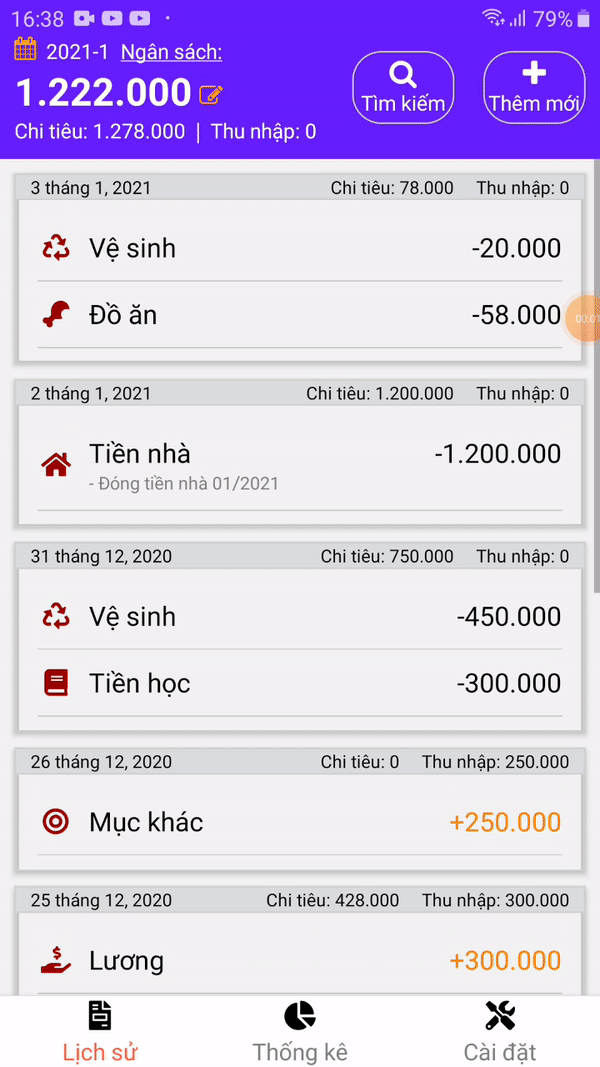 16:38 79%
2021-1 Ngân sách:
1.222.000
Tìm kiếm
Thêm mới
Chi tiêu: 1.278.000 | Thu nhập: 0
3 tháng 1, 2021 Chi tiêu: 78.000 Thu nhập: 0
Vệ sinh -20.000
Đồ ăn -58.000
00:01
2 tháng 1, 2021 Chi tiêu: 1.200.000 Thu nhập: 0
Tiền nhà -1.200.000
- Đóng tiền nhà 01/2021
31 tháng 12, 2020 Chi tiêu: 750.000 Thu nhập: 0
Vệ sinh -450.000
Tiền học -300.000
26 tháng 12, 2020 Chi tiêu: 0 Thu nhập: 250.000
Mục khác +250.000
25 tháng 12, 2020 Chi tiêu: 428.000 Thu nhập: 300.000
Lương +300.000
Lịch sử Thống kê Cài đặt